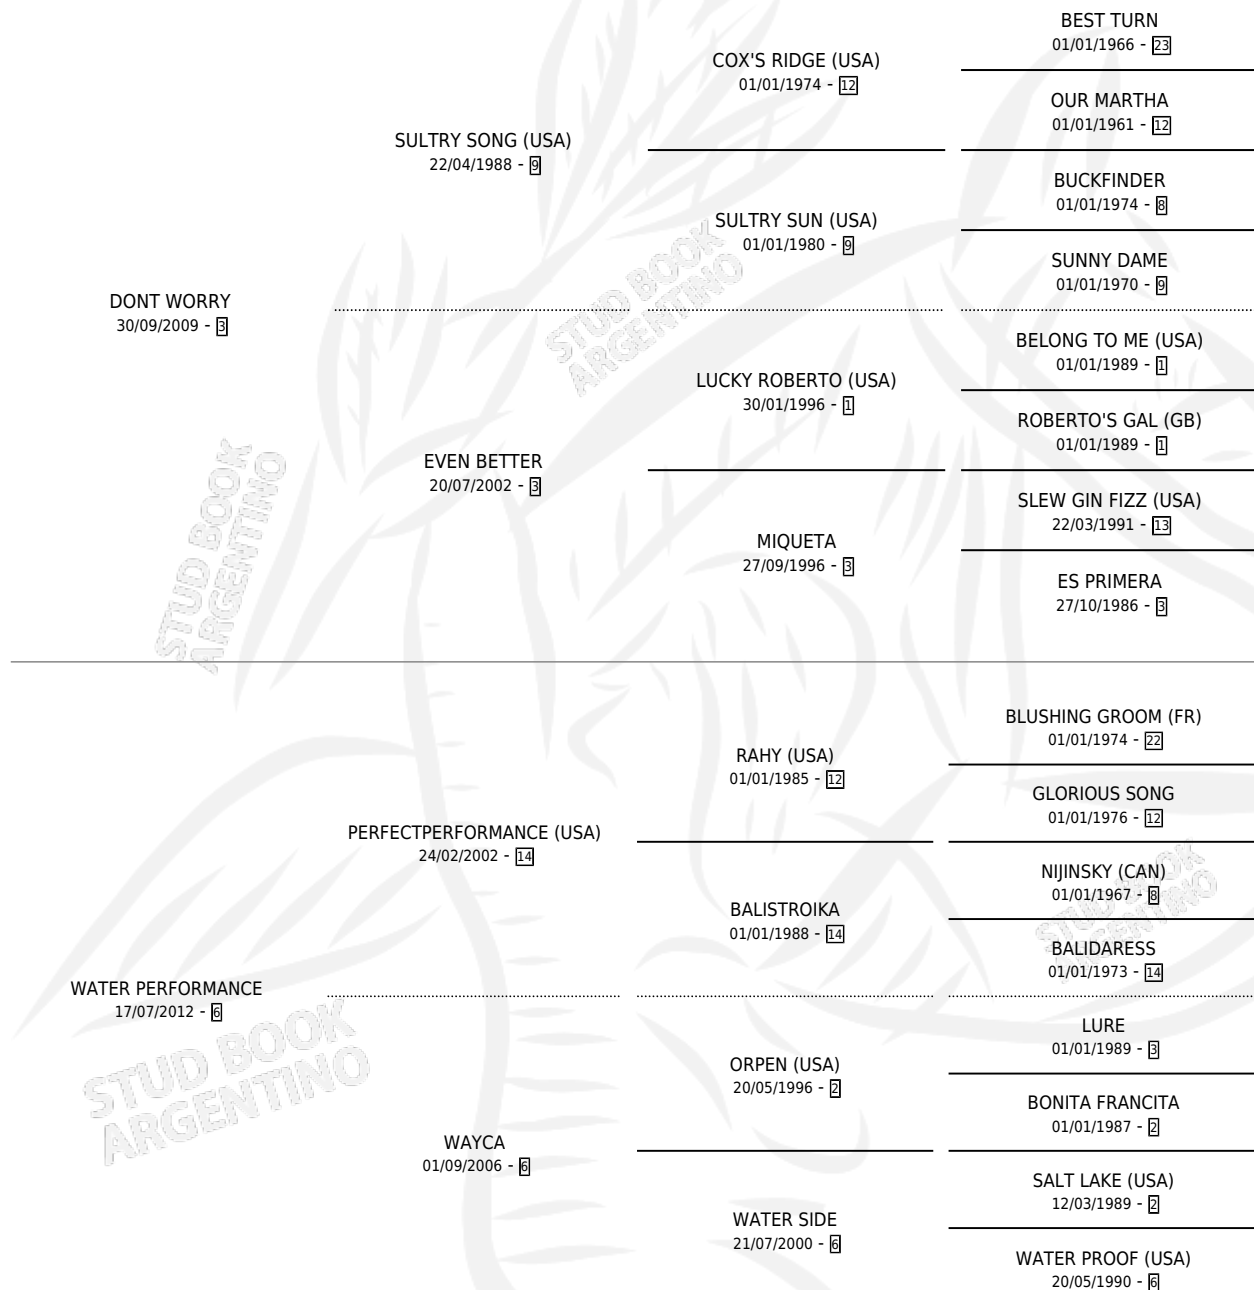 BEST TURN
01/01/1966 - 23
COX'S RIDGE (USA)
01/01/1974 - 12
OUR MARTHA
01/01/1961 - 12
SULTRY SONG (USA)
22/04/1988 - 9
BUCKFINDER
01/01/1974 - 8
SULTRY SUN (USA)
01/01/1980 - 9
SUNNY DAME
01/01/1970 - 9
DONT WORRY
30/09/2009 - 3
BELONG TO ME (USA)
01/01/1989 - 1
LUCKY ROBERTO (USA)
30/01/1996 - 1
ROBERTO'S GAL (GB)
01/01/1989 - 1
EVEN BETTER
20/07/2002 - 3
SLEW GIN FIZZ (USA)
22/03/1991 - 13
MIQUETA
27/09/1996 - 3
ES PRIMERA
27/10/1986 - 3
BLUSHING GROOM (FR)
01/01/1974 - 22
RAHY (USA)
01/01/1985 - 12
GLORIOUS SONG
01/01/1976 - 12
PERFECTPERFORMANCE (USA)
24/02/2002 - 14
NIJINSKY (CAN)
01/01/1967 - 8
BALISTROIKA
01/01/1988 - 14
BALIDARESS
01/01/1973 - 14
WATER PERFORMANCE
17/07/2012 - 6
LURE
01/01/1989 - 3
ORPEN (USA)
20/05/1996 - 2
BONITA FRANCITA
01/01/1987 - 2
WAYCA
01/09/2006 - 6
SALT LAKE (USA)
12/03/1989 - 2
WATER SIDE
21/07/2000 - 6
WATER PROOF (USA)
20/05/1990 - 6
STUD BOOK
ARGENTINO
STUD BOOK
ARGENTINO
STUD BOOK
ARGENTINO
STUD BOOK
ARGENTINO